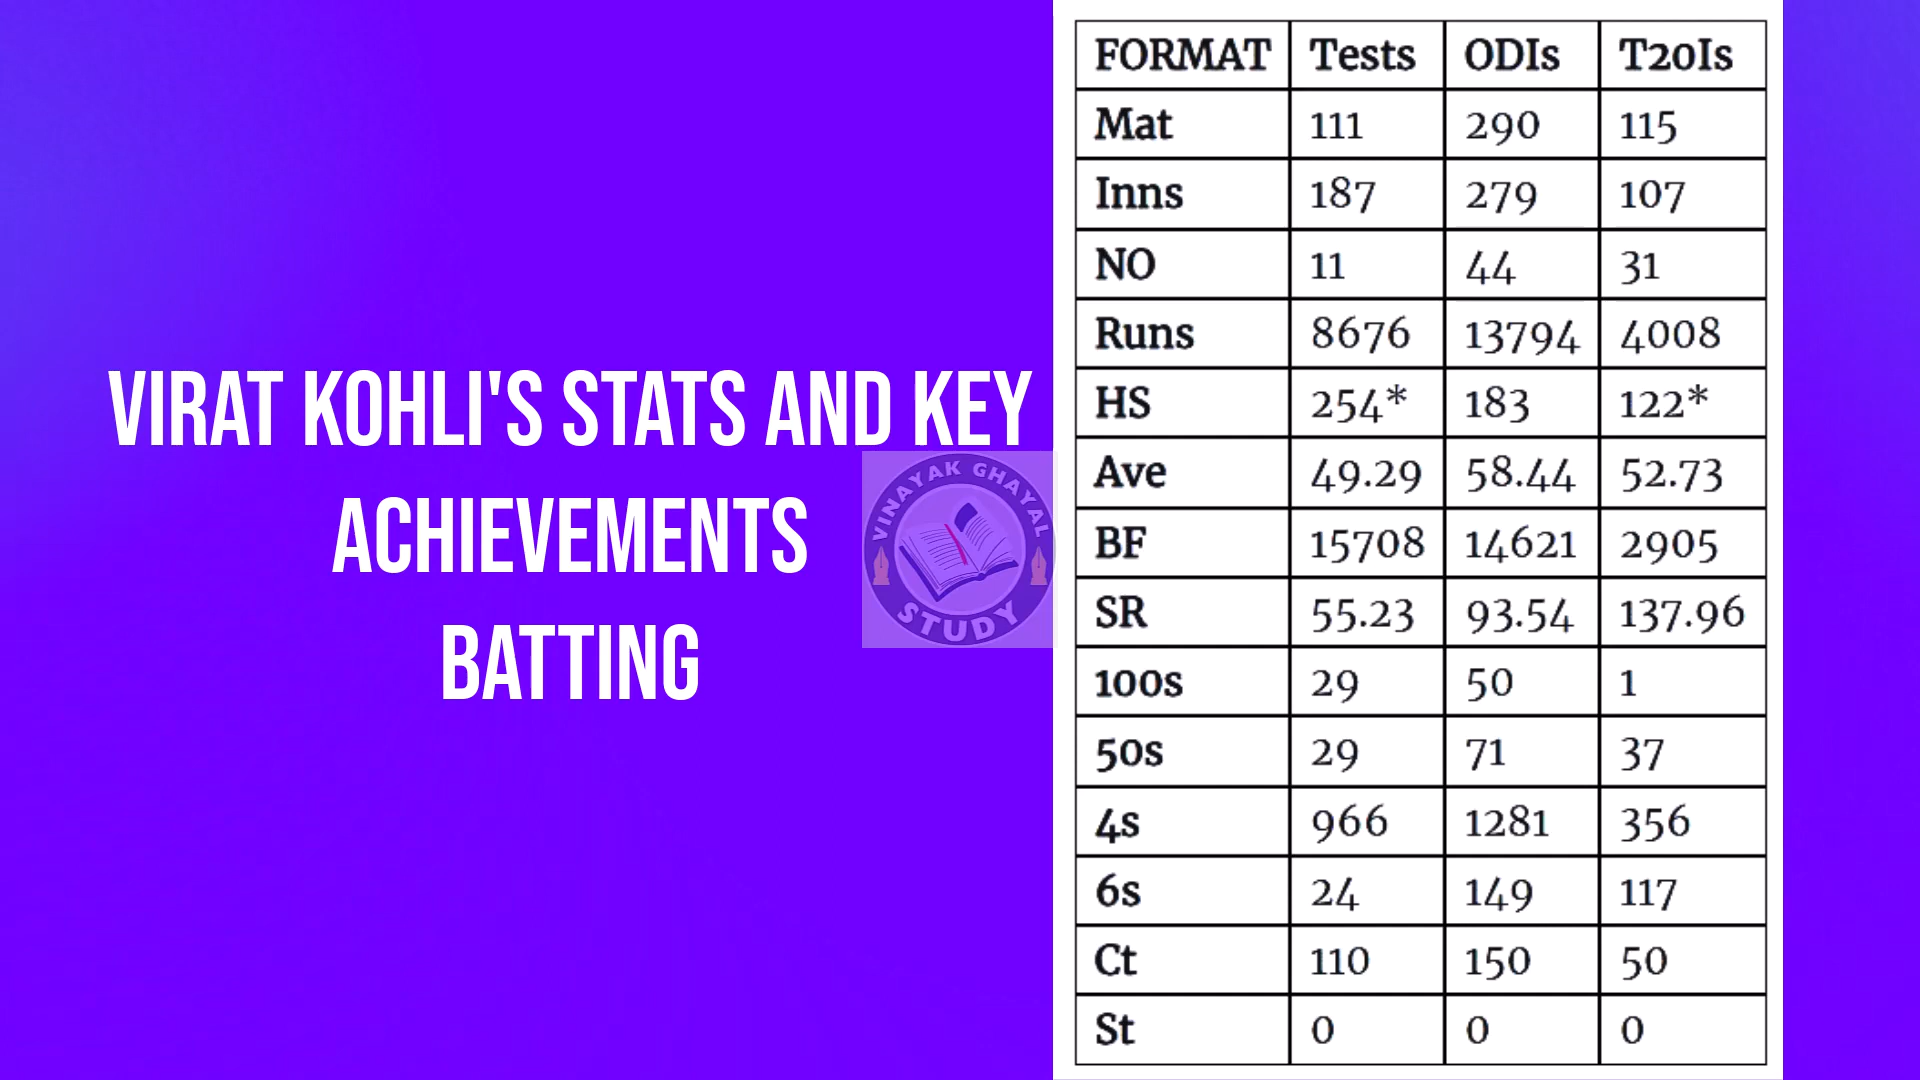 VIRAT KOHLI'S STATS AND KEY
ACHIEVEMENTS
BATTING
VINAYAK GHAYAL
STUDY
FORMAT Tests ODIs T20Is
Mat 111 290 115
Inns 187 279 107
NO 11 44 31
Runs 8676 13794 4008
HS 254* 183 122*
Ave 49.29 58.44 52.73
BF 15708 14621 2905
SR 55.23 93.54 137.96
100s 29 50 1
50s 29 71 37
4s 966 1281 356
6s 24 149 117
Ct 110 150 50
St 0 0 0